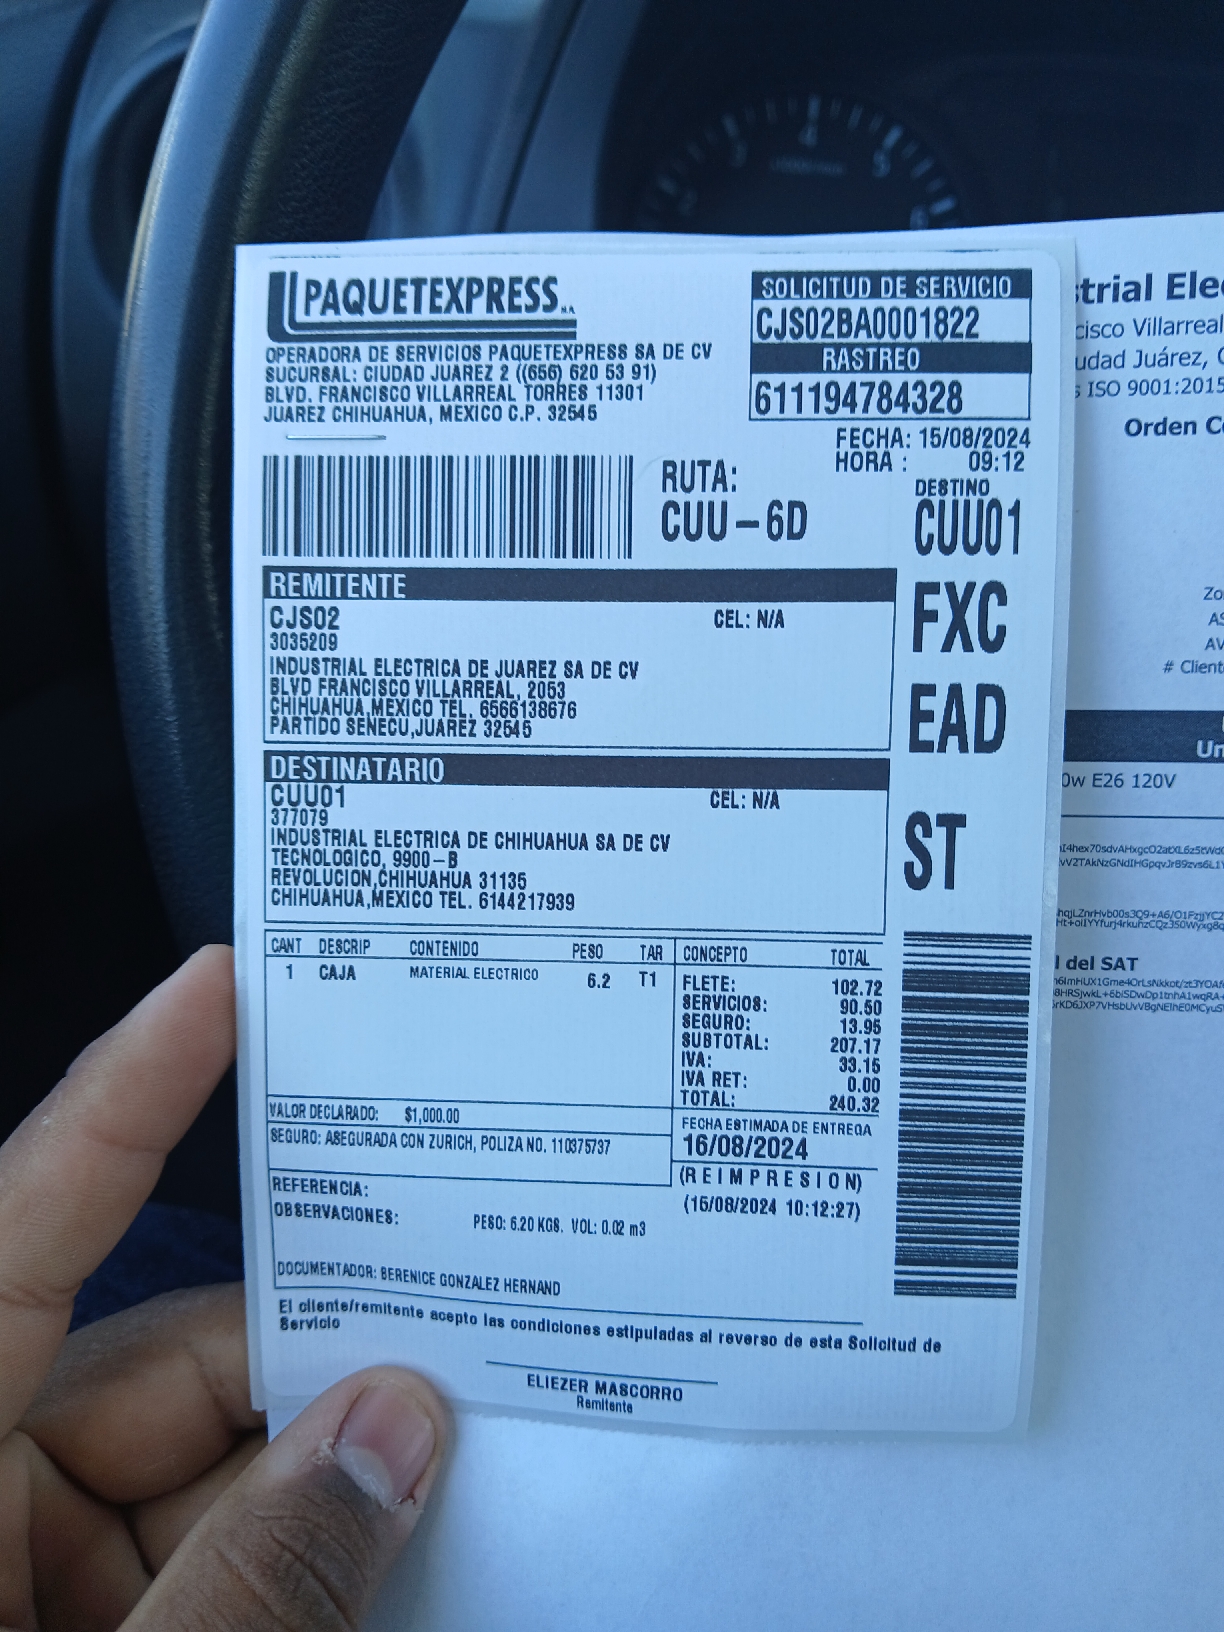 PAQUETEXPRESS
SOLICITUD DE SERVICIO
CJS02BA0001822
RASTREO
611194784328
OPERADORA DE SERVICIOS PAQUETEXPRESS SA DE CV
SUCURSAL: CIUDAD JUAREZ 2 ((656) 620 53 91)
BLVD. FRANCISCO VILLARREAL TORRES 11301
JUAREZ CHIHUAHUA, MEXICO C.P. 32545
FECHA: 15/08/2024
HORA : 09:12
RUTA:
CUU-6D
DESTINO
CUU01
FXC
EAD
ST
REMITENTE
CJS02 CEL: N/A
3035209
INDUSTRIAL ELECTRICA DE JUAREZ SA DE CV
BLVD FRANCISCO VILLARREAL, 2053
CHIHUAHUA,MEXICO TEL. 6566138676
PARTIDO SENECU,JUAREZ 32545
DESTINATARIO
CUU01 CEL: N/A
377079
INDUSTRIAL ELECTRICA DE CHIHUAHUA SA DE CV
TECNOLOGICO, 9900-B
REVOLUCION,CHIHUAHUA 31135
CHIHUAHUA,MEXICO TEL. 6144217939
CANT DESCRIP CONTENIDO PESO TAR
1 CAJA MATERIAL ELECTRICO 6.2 T1
CONCEPTO TOTAL
FLETE: 102.72
SERVICIOS: 90.50
SEGURO: 13.95
SUBTOTAL: 207.17
IVA: 33.15
IVA RET: 0.00
TOTAL: 240.32
VALOR DECLARADO: $1,000.00
SEGURO: ASEGURADA CON ZURICH, POLIZA NO. 110375737
FECHA ESTIMADA DE ENTREGA
16/08/2024
(REIMPRESION)
(15/08/2024 10:12:27)
REFERENCIA:
OBSERVACIONES: PESO: 6.20 KGS. VOL: 0.02 m3
DOCUMENTADOR: BERENICE GONZALEZ HERNAND
El cliente/remitente acepto las condiciones estipuladas al reverso de esta Solicitud de
Servicio
ELIEZER MASCORRO
Remitente
strial Ele
cisco Villarreal
udad Juárez,
ISO 9001:2015
Orden C
Zo
AS
AV
# Client
Un
0w E26 120V
l del SAT
3
4
5
6